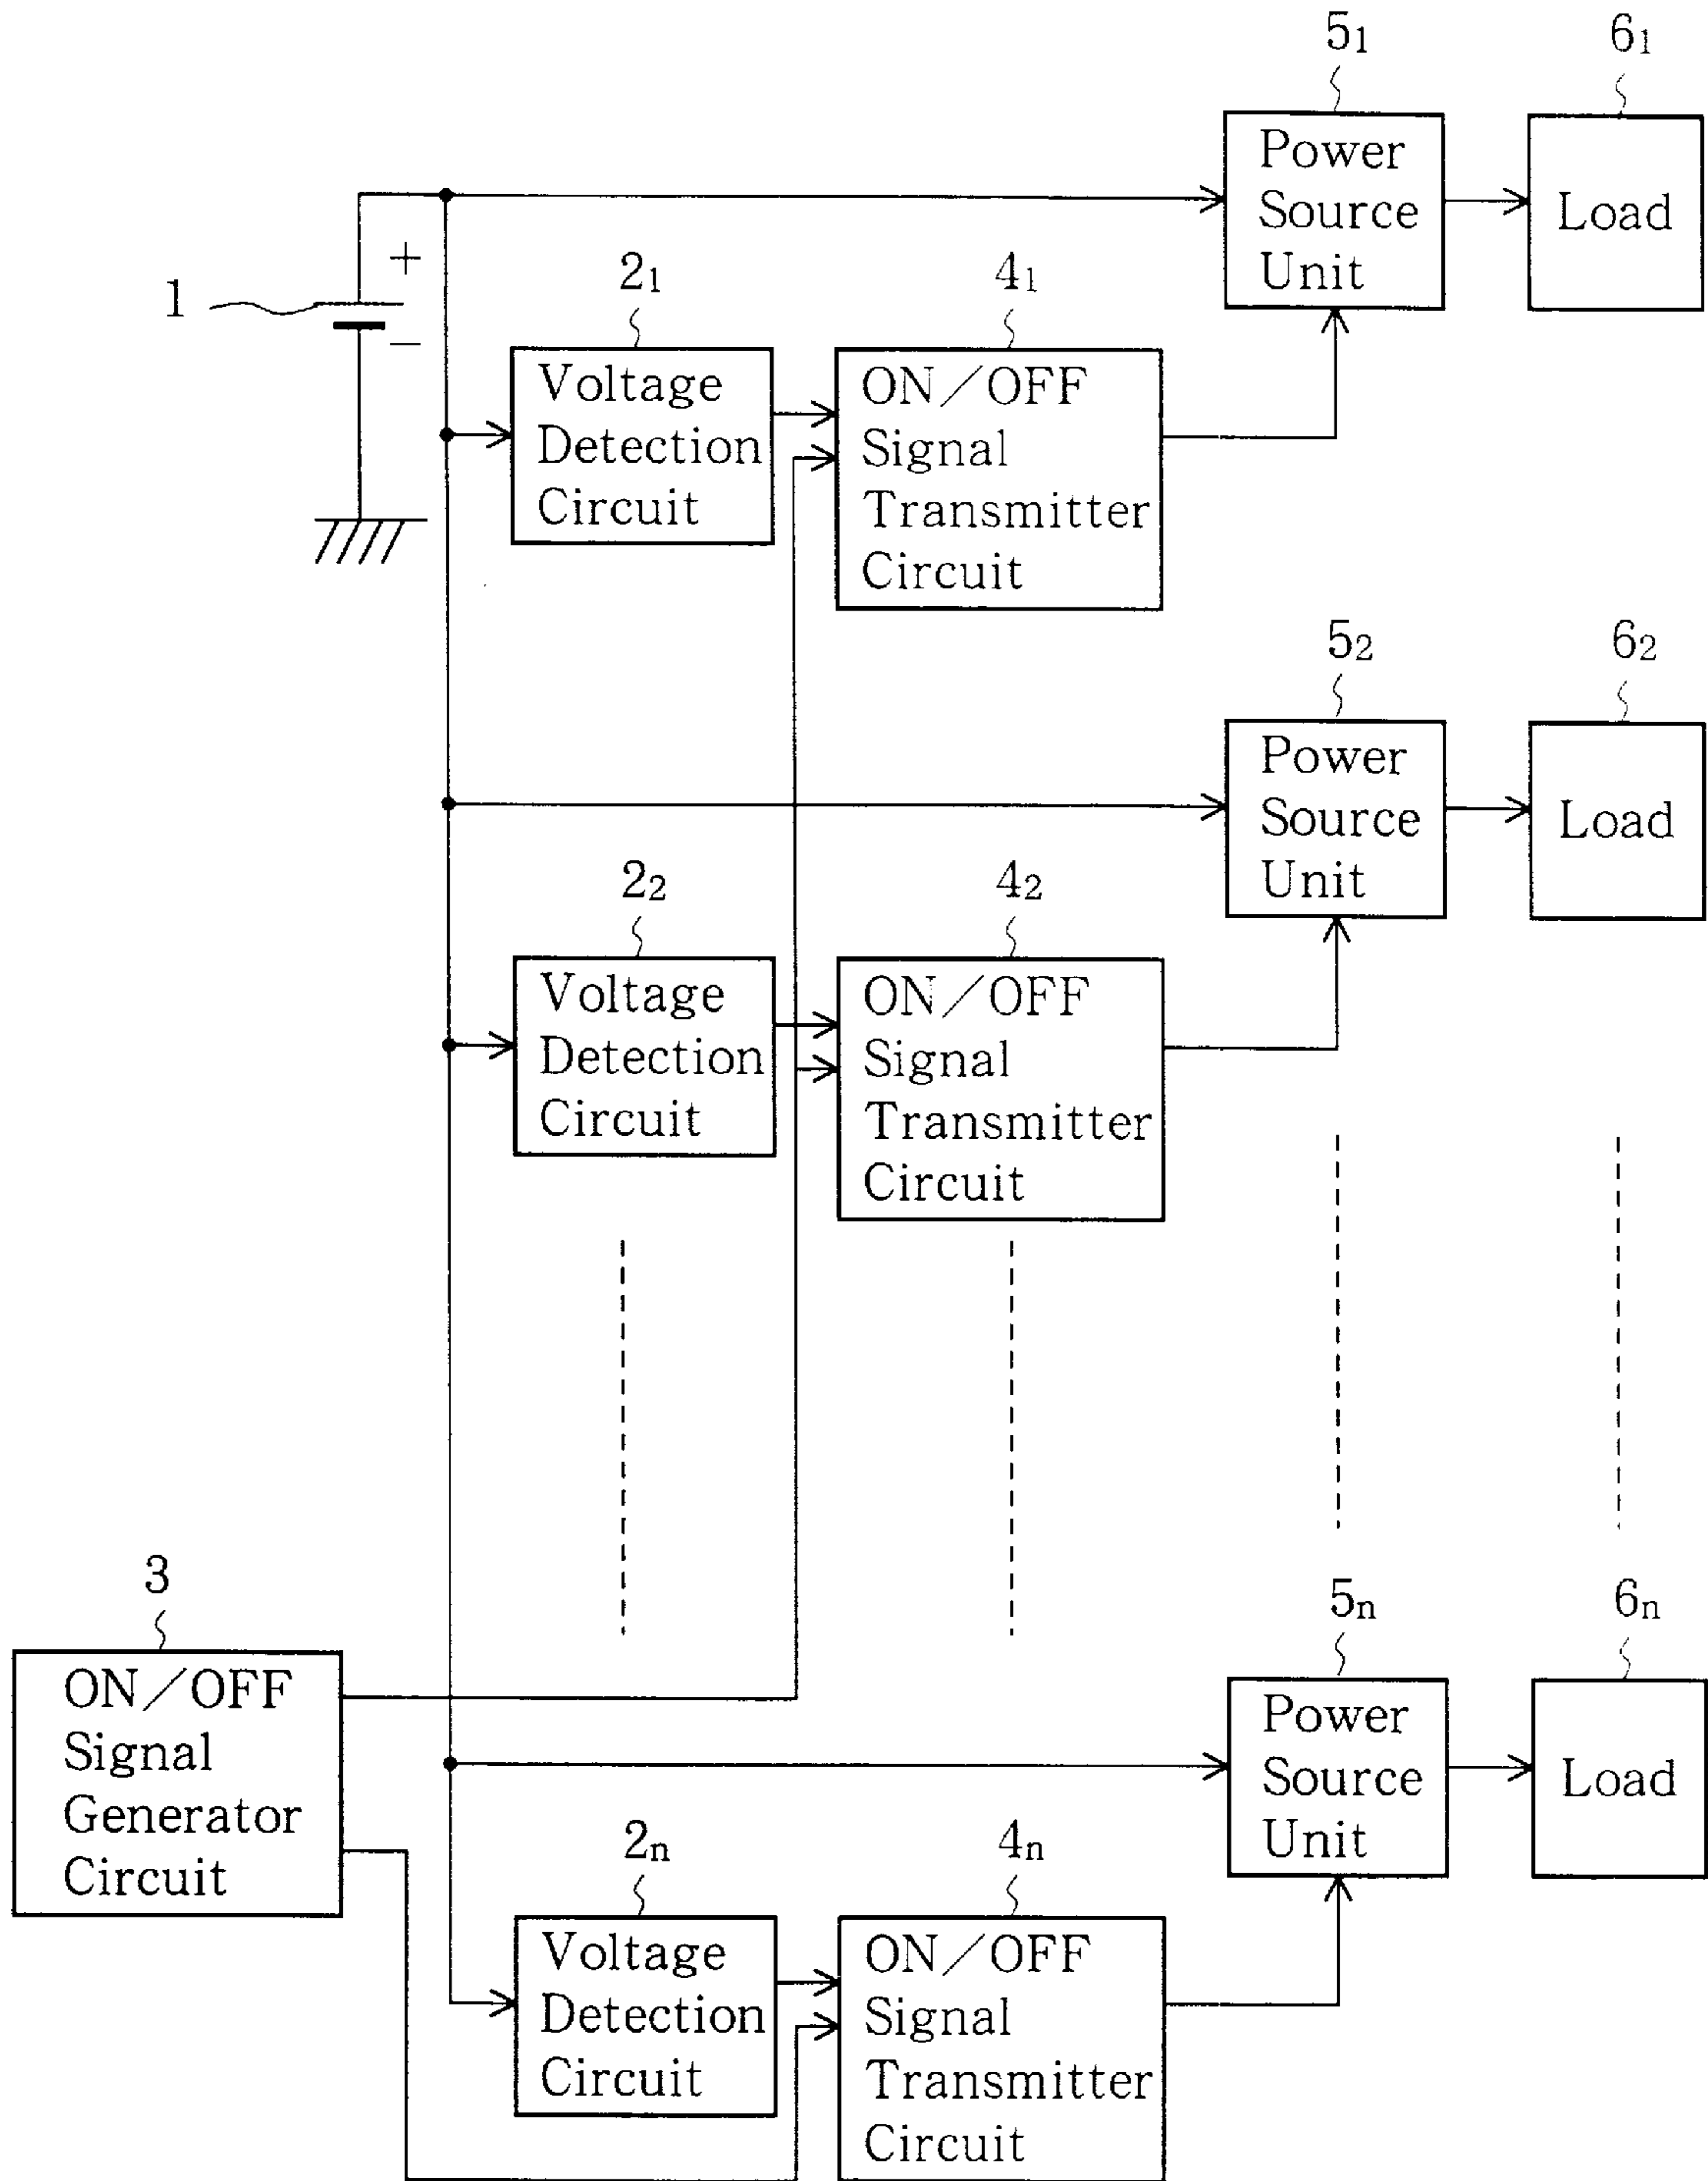 5₁
6₁
Power
Source
Unit
Load
+
1
−
2₁
4₁
Voltage
Detection
Circuit
ON/OFF
Signal
Transmitter
Circuit
5₂
6₂
Power
Source
Unit
Load
2₂
4₂
Voltage
Detection
Circuit
ON/OFF
Signal
Transmitter
Circuit
3
ON/OFF
Signal
Generator
Circuit
5n
6n
Power
Source
Unit
Load
2n
4n
Voltage
Detection
Circuit
ON/OFF
Signal
Transmitter
Circuit